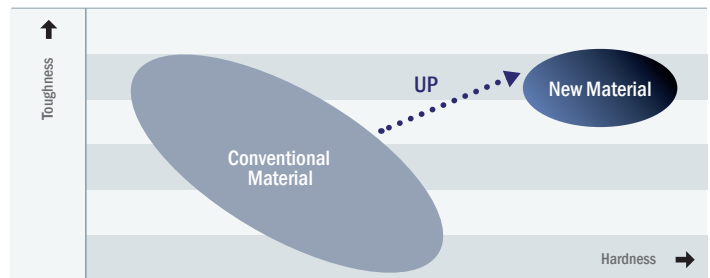 Toughness
UP
New Material
Conventional
Material
Hardness